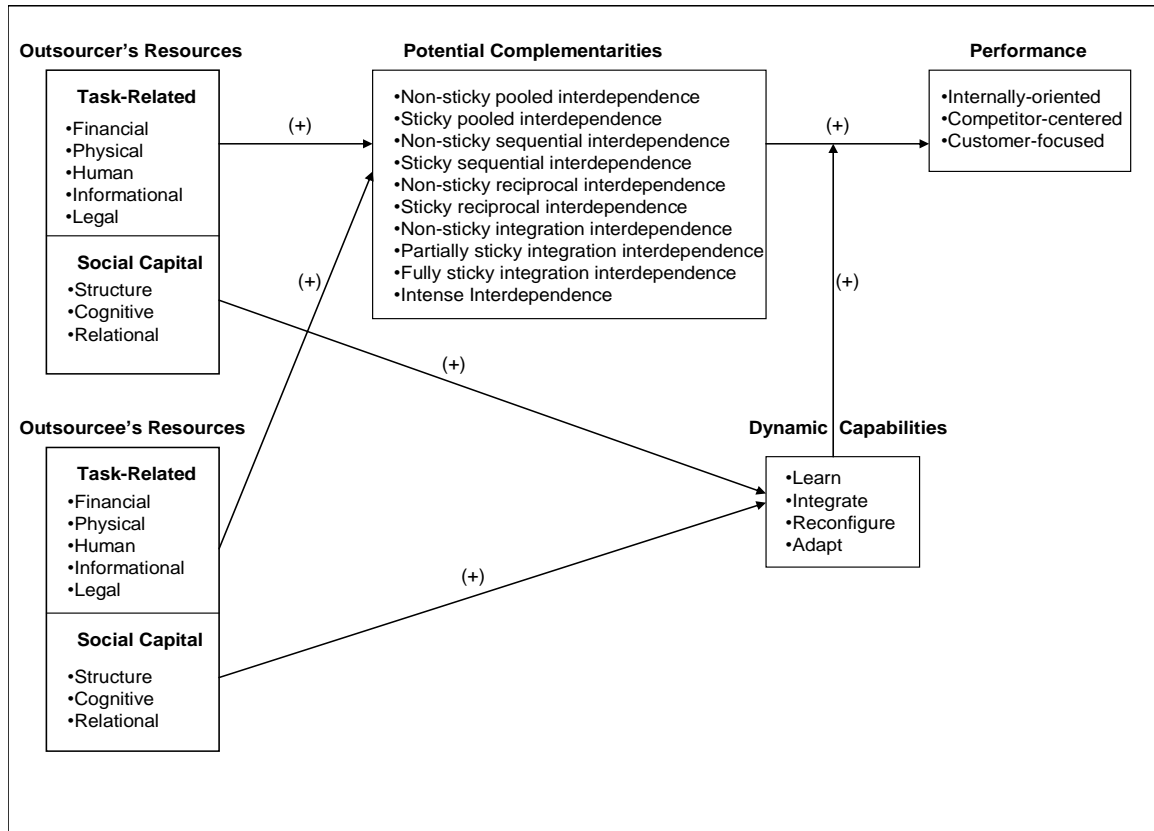 Outsourcer's Resources
Task-Related
•Financial
•Physical
•Human
•Informational
•Legal
Social Capital
•Structure
•Cognitive
•Relational
(+)
Potential Complementarities
•Non-sticky pooled interdependence
•Sticky pooled interdependence
•Non-sticky sequential interdependence
•Sticky sequential interdependence
•Non-sticky reciprocal interdependence
•Sticky reciprocal interdependence
•Non-sticky integration interdependence
•Partially sticky integration interdependence
•Fully sticky integration interdependence
•Intense Interdependence
(+)
Performance
•Internally-oriented
•Competitor-centered
•Customer-focused
(+)
(+)
(+)
Outsourcee's Resources
Task-Related
•Financial
•Physical
•Human
•Informational
•Legal
Social Capital
•Structure
•Cognitive
•Relational
(+)
Dynamic Capabilities
•Learn
•Integrate
•Reconfigure
•Adapt